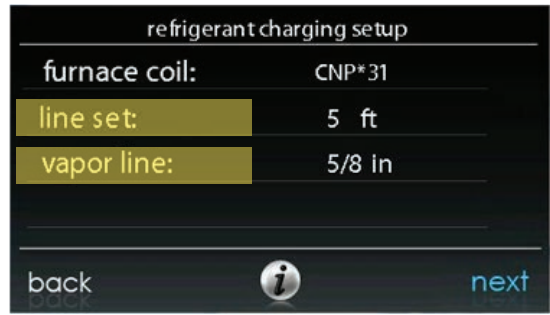 refrigerant charging setup
furnace coil: CNP*31
line set: 5 ft
vapor line: 5/8 in
back i next